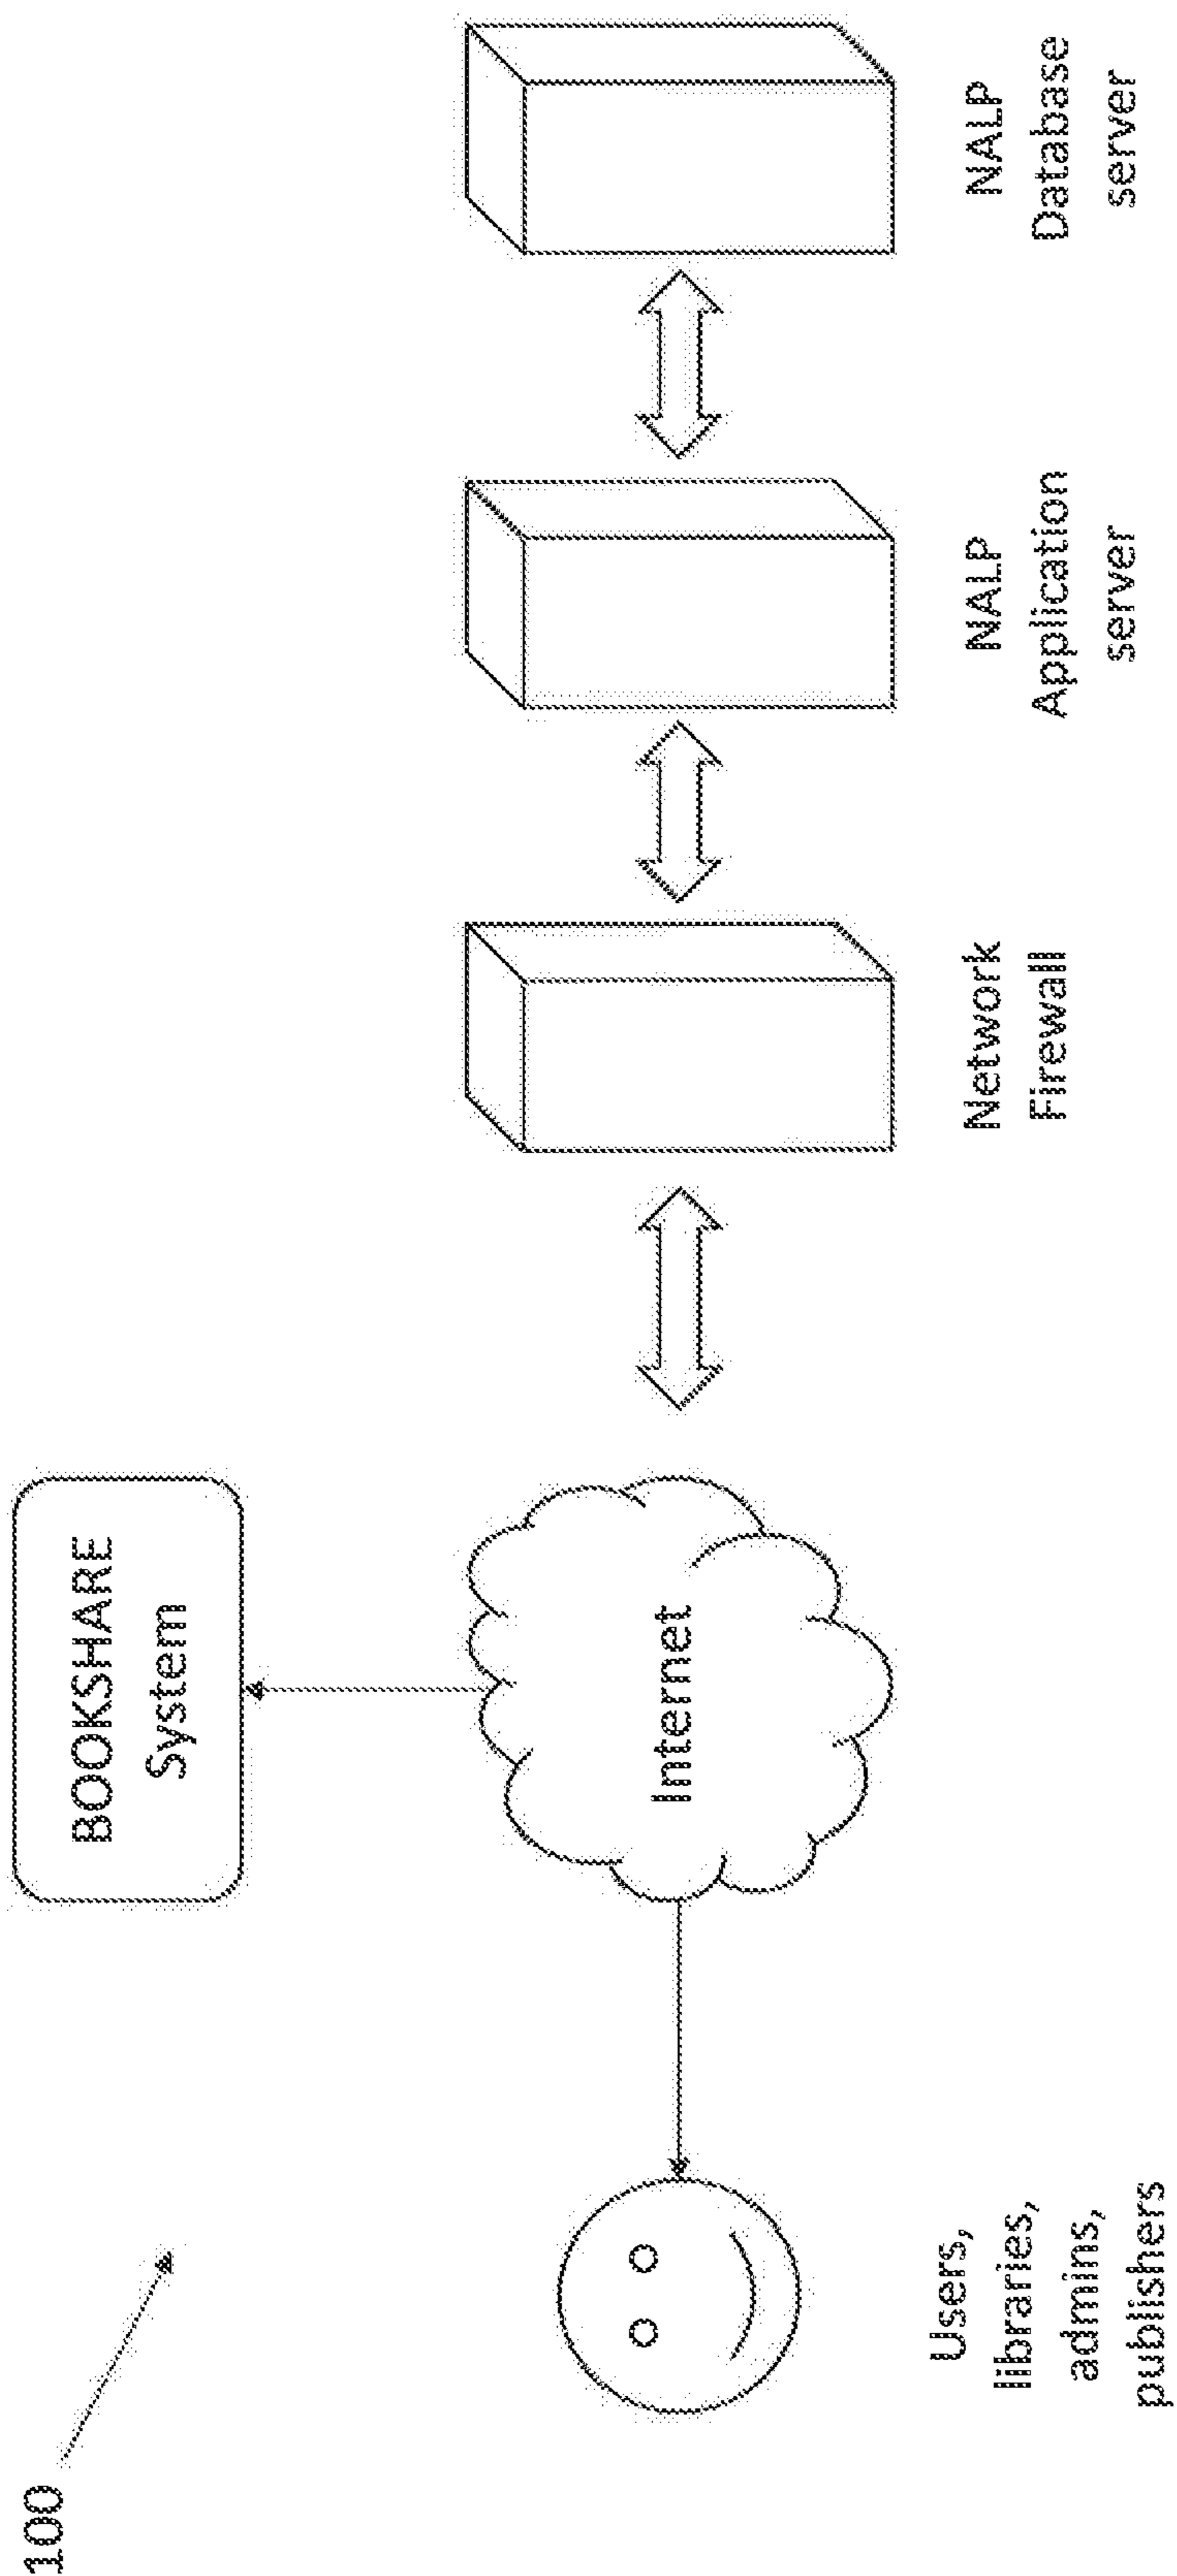 100
BOOKSHARE
System
Internet
Users,
libraries,
admins,
publishers
Network
Firewall
NALP
Application
server
NALP
Database
server